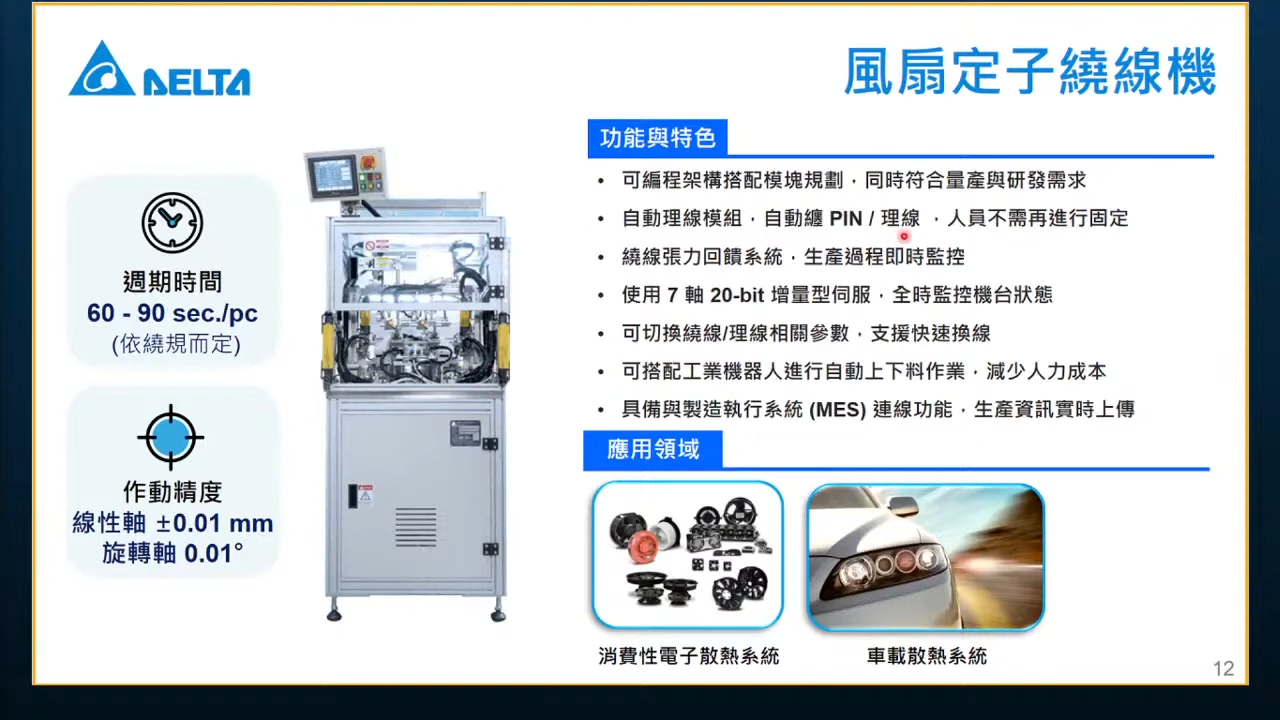 DELTA
風扇定子繞線機
週期時間
60 - 90 sec./pc
(依繞規而定)
作動精度
線性軸 ±0.01 mm
旋轉軸 0.01°
功能與特色
• 可編程架構搭配模塊規劃，同時符合量產與研發需求
• 自動理線模組，自動纏 PIN / 理線 ，人員不需再進行固定
• 繞線張力回饋系統，生產過程即時監控
• 使用 7 軸 20-bit 增量型伺服，全時監控機台狀態
• 可切換繞線/理線相關參數，支援快速換線
• 可搭配工業機器人進行自動上下料作業，減少人力成本
• 具備與製造執行系統 (MES) 連線功能，生產資訊實時上傳
應用領域
消費性電子散熱系統
車載散熱系統
12